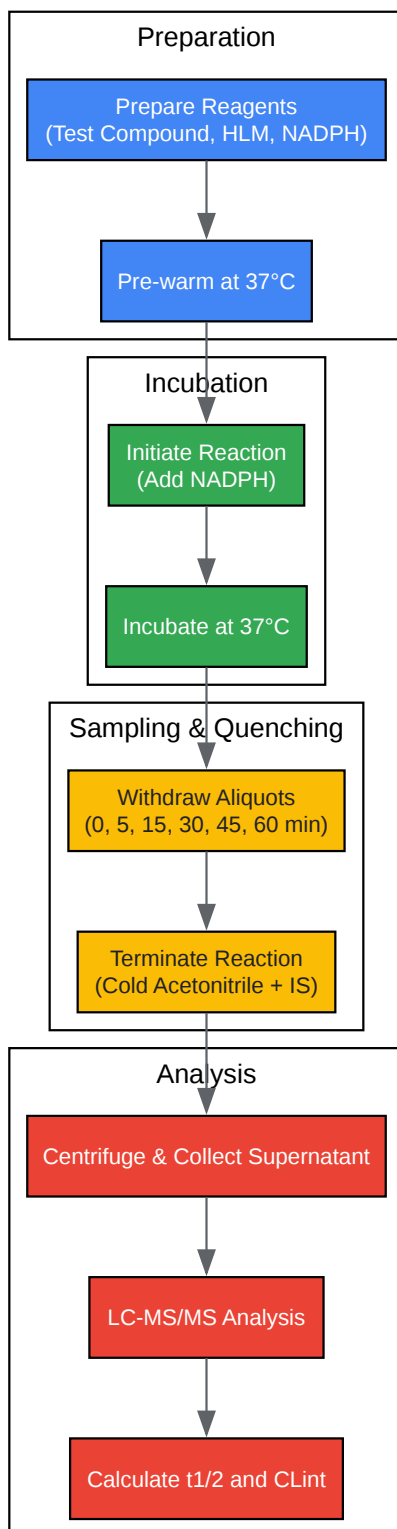 Preparation
Prepare Reagents
(Test Compound, HLM, NADPH)
Pre-warm at 37°C
Incubation
Initiate Reaction
(Add NADPH)
Incubate at 37°C
Sampling & Quenching
Withdraw Aliquots
(0, 5, 15, 30, 45, 60 min)
Terminate Reaction
(Cold Acetonitrile + IS)
Analysis
Centrifuge & Collect Supernatant
LC-MS/MS Analysis
Calculate t1/2 and CLint